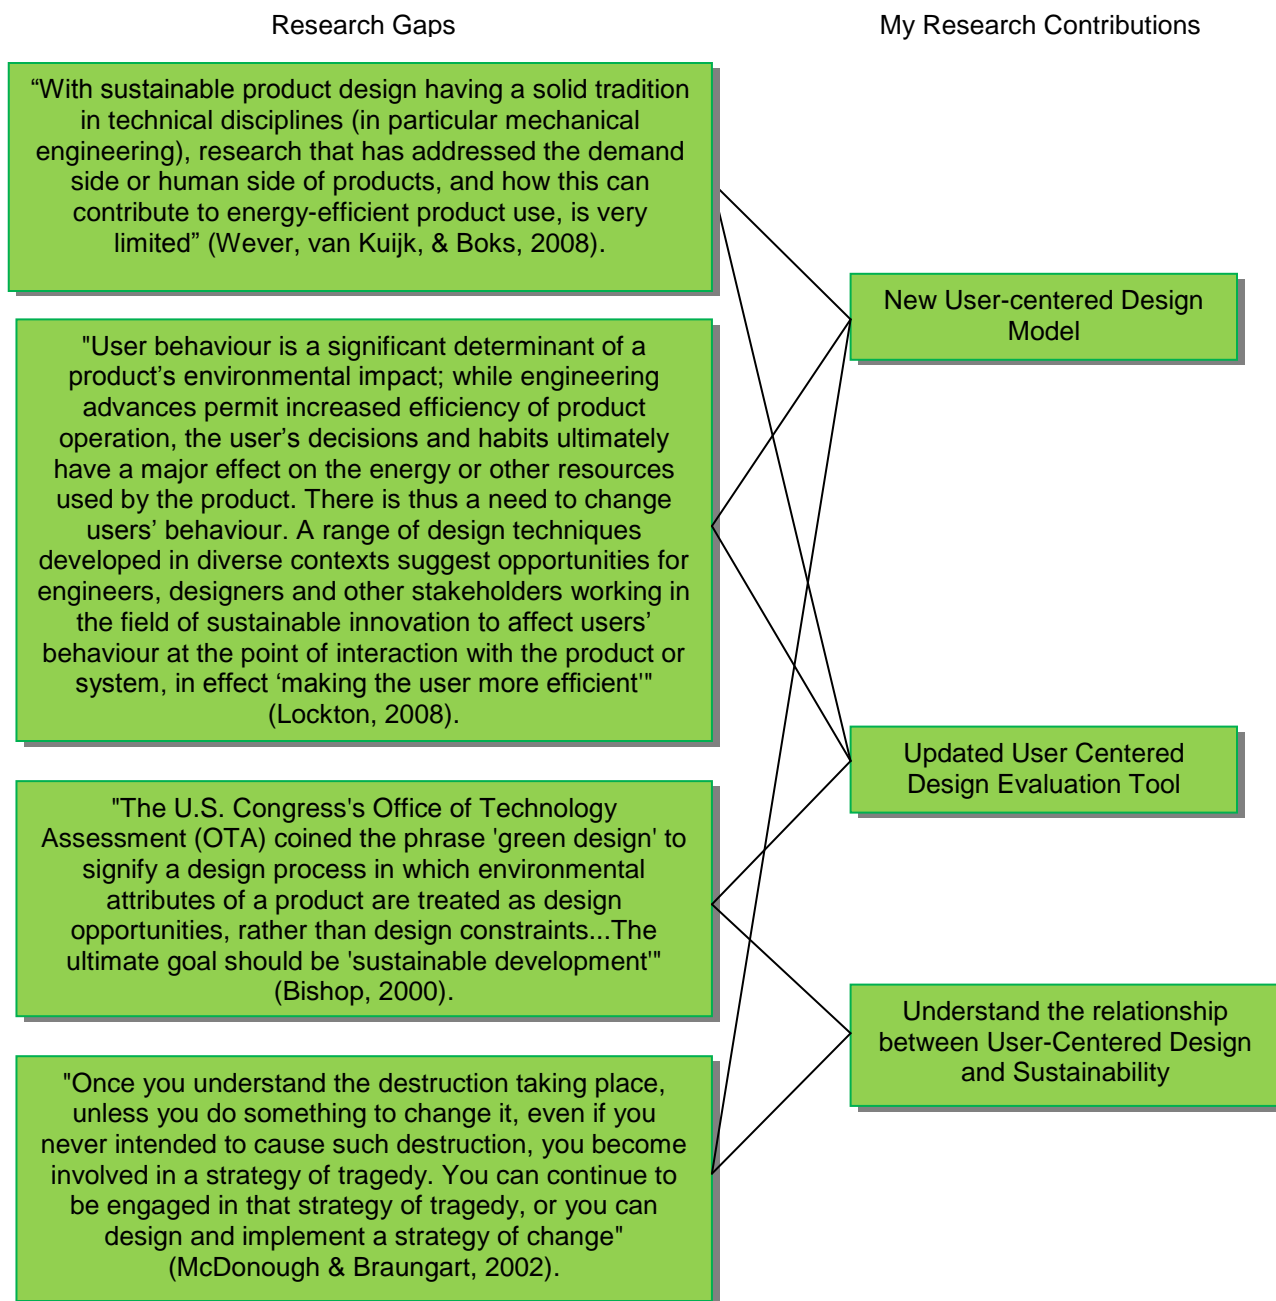 Research Gaps
My Research Contributions
“With sustainable product design having a solid tradition
in technical disciplines (in particular mechanical
engineering), research that has addressed the demand
side or human side of products, and how this can
contribute to energy-efficient product use, is very
limited” (Wever, van Kuijk, & Boks, 2008).
"User behaviour is a significant determinant of a
product’s environmental impact; while engineering
advances permit increased efficiency of product
operation, the user’s decisions and habits ultimately
have a major effect on the energy or other resources
used by the product. There is thus a need to change
users’ behaviour. A range of design techniques
developed in diverse contexts suggest opportunities for
engineers, designers and other stakeholders working in
the field of sustainable innovation to affect users’
behaviour at the point of interaction with the product or
system, in effect ‘making the user more efficient’"
(Lockton, 2008).
"The U.S. Congress's Office of Technology
Assessment (OTA) coined the phrase 'green design' to
signify a design process in which environmental
attributes of a product are treated as design
opportunities, rather than design constraints...The
ultimate goal should be 'sustainable development'"
(Bishop, 2000).
"Once you understand the destruction taking place,
unless you do something to change it, even if you
never intended to cause such destruction, you become
involved in a strategy of tragedy. You can continue to
be engaged in that strategy of tragedy, or you can
design and implement a strategy of change"
(McDonough & Braungart, 2002).
New User-centered Design
Model
Updated User Centered
Design Evaluation Tool
Understand the relationship
between User-Centered Design
and Sustainability